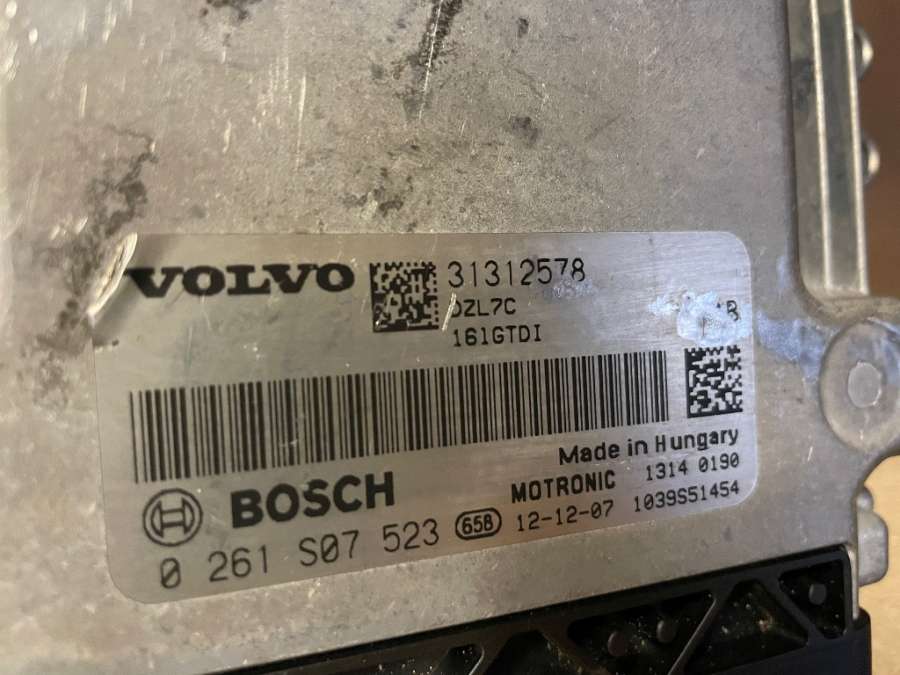 VOLVO 31312578
161GTDI
Made in Hungary
BOSCH MOTRONIC 1314 0190
0 261 S07 523 658 12-12-07 1039S51454